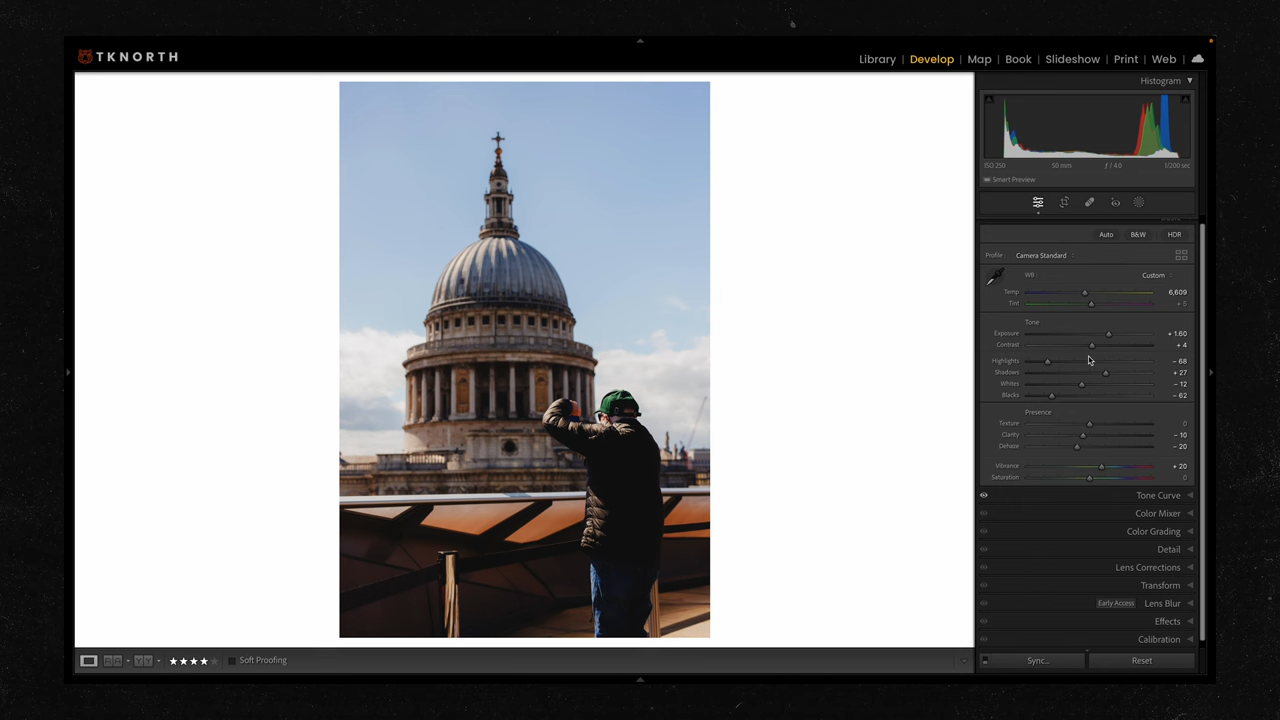 TKNORTH
Library | Develop | Map | Book | Slideshow | Print | Web |
Histogram
ISO 250 50 mm ƒ / 4.0 1/200 sec
Smart Preview
Auto B&W HDR
Profile : Camera Standard
WB : Custom
Temp 6,609
Tint + 5
Tone
Exposure + 1.60
Contrast + 4
Highlights − 68
Shadows + 27
Whites − 12
Blacks − 62
Presence
Texture 0
Clarity − 10
Dehaze − 20
Vibrance + 20
Saturation 0
Tone Curve
Color Mixer
Color Grading
Detail
Lens Corrections
Transform
Early Access Lens Blur
Effects
Calibration
Soft Proofing
Sync... Reset